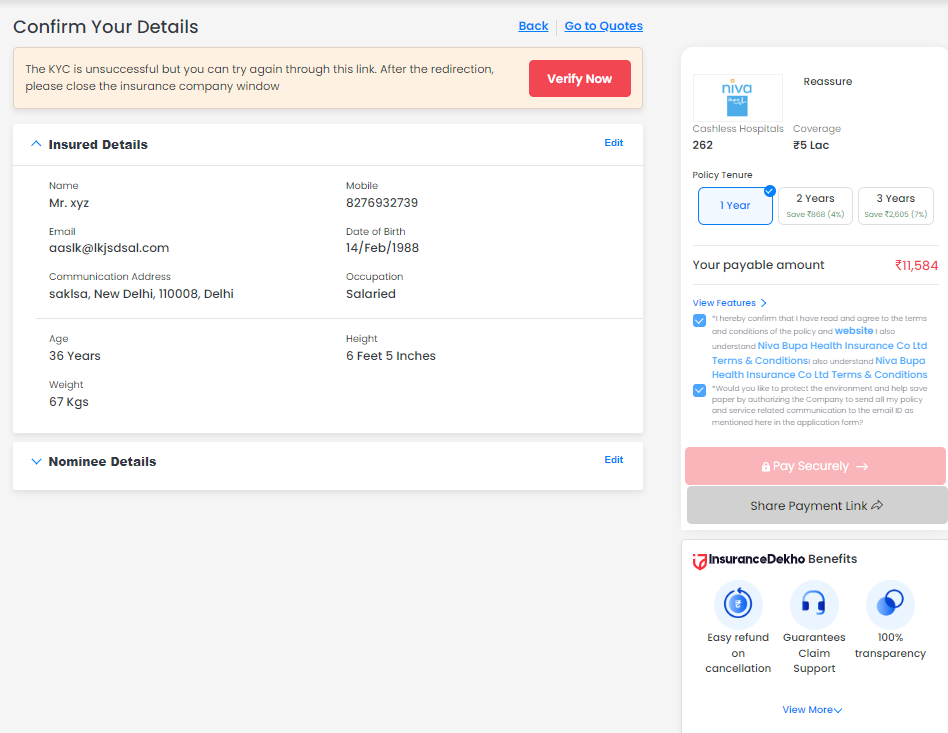 Confirm Your Details
Back
Go to Quotes
The KYC is unsuccessful but you can try again through this link. After the redirection,
please close the insurance company window
Verify Now
Insured Details
Edit
Name
Mobile
Mr. xyz
8276932739
Email
Date of Birth
aaslk@lkjsdsal.com
14/Feb/1988
Communication Address
Occupation
saklsa, New Delhi, 110008, Delhi
Salaried
Age
Height
36 Years
6 Feet 5 Inches
Weight
67 Kgs
Nominee Details
Edit
niva
Reassure
Cashless Hospitals
Coverage
262
₹5 Lac
Policy Tenure
1 Year
2 Years
Save ₹868 (4%)
3 Years
Save ₹2,605 (7%)
Your payable amount
₹11,584
View Features
*I hereby confirm that I have read and agree to the terms
and conditions of the policy and website I also
understand Niva Bupa Health Insurance Co Ltd
Terms & ConditionsI also understand Niva Bupa
Health Insurance Co Ltd Terms & Conditions
*Would you like to protect the environment and help save
paper by authorizing the Company to send all my policy
and service related communication to the email ID as
mentioned here in the application form?
Pay Securely
Share Payment Link
InsuranceDekho Benefits
Easy refund
on
cancellation
Guarantees
Claim
Support
100%
transparency
View More